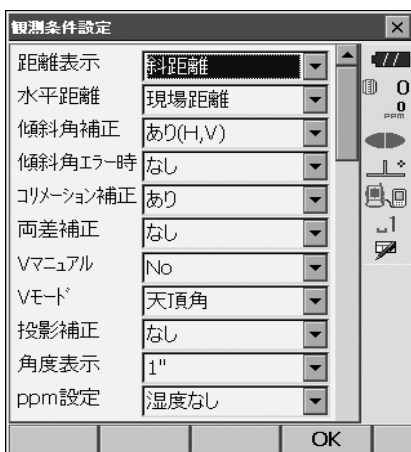 観測条件設定
距離表示 斜距離
水平距離 現場距離
傾斜角補正 あり(H,V)
傾斜角エラー時 なし
コリメーション補正 あり
両差補正 なし
Vマニュアル No
Vモード 天頂角
投影補正 なし
角度表示 1"
ppm設定 湿度なし
OK
0
0
PPM
1